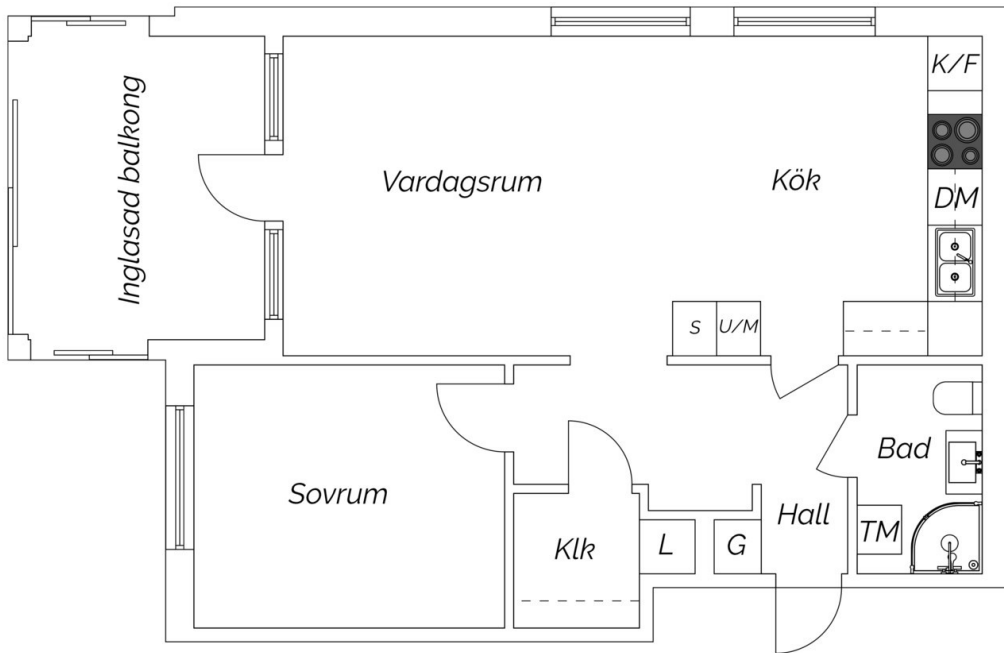 K/F
Inglasad balkong
Vardagsrum
Kök
DM
S
U/M
Bad
Sovrum
Hall
TM
Klk
L
G